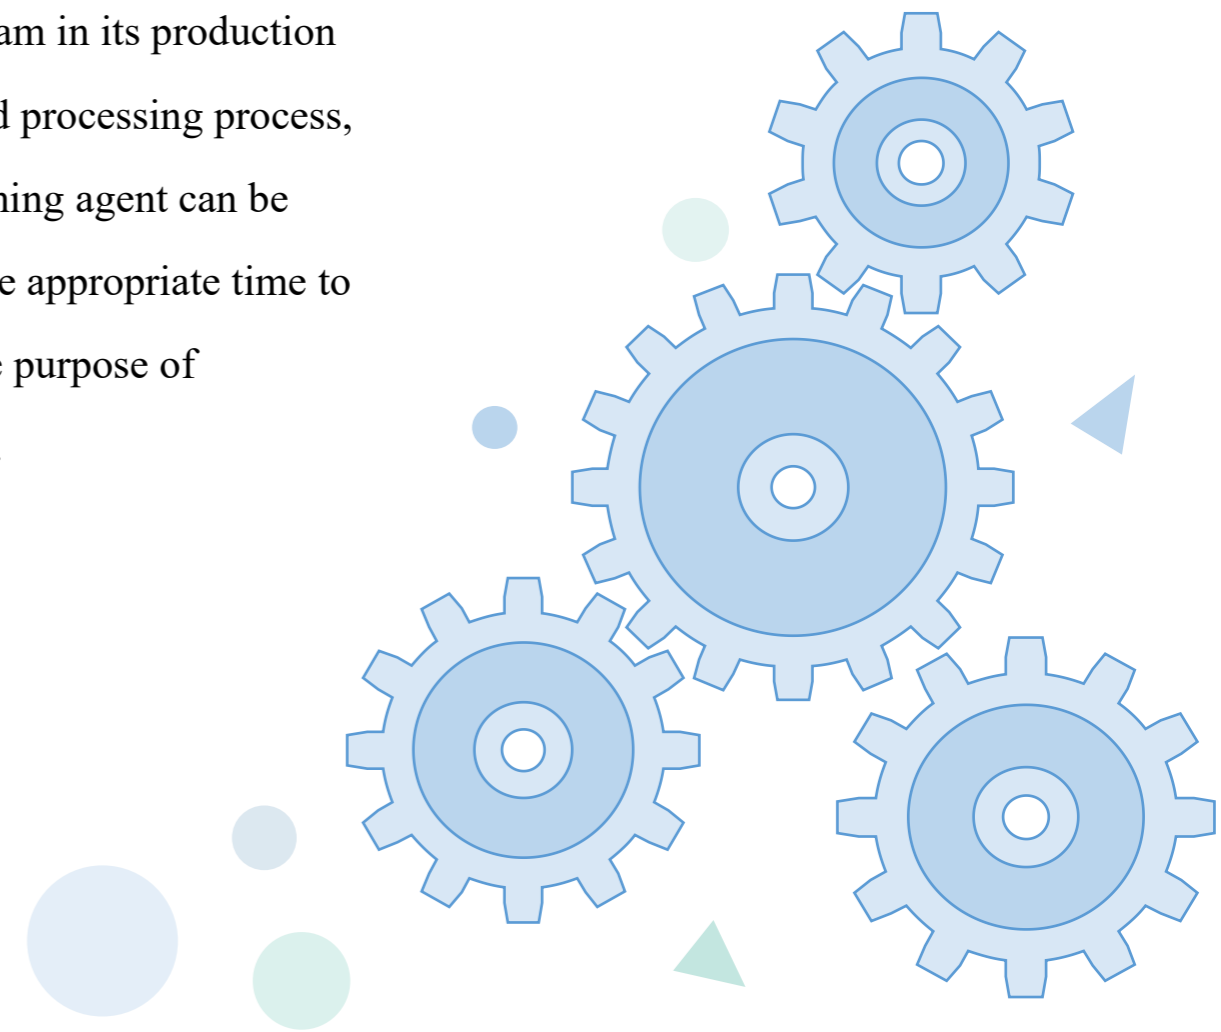 am in its production
d processing process,
ning agent can be
e appropriate time to
e purpose of
.